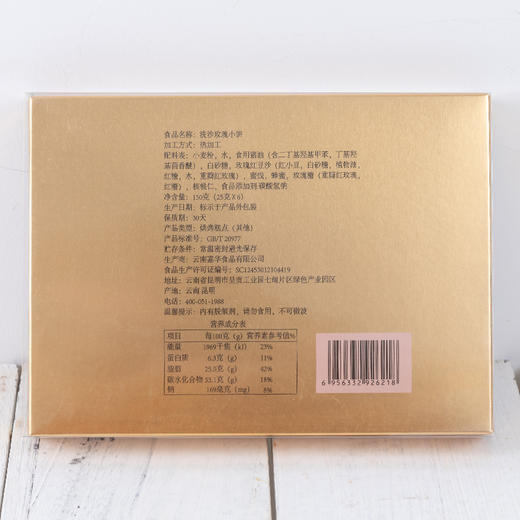 食品名称：洗沙玫瑰小饼
加工方式：热加工
配料表：小麦粉，水，食用猪油（含二丁基羟基甲苯，丁基羟
基茴香醚），白砂糖，玫瑰红豆沙（红小豆，白砂糖，植物油，
红糖，水，重瓣红玫瑰），蜜饯，蜂蜜，玫瑰糖（重瓣红玫瑰，
红糖），核桃仁，食品添加剂:碳酸氢钠
净含量：150克（25克×6）
生产日期：标示于产品外包装
保质期：30天
产品类型：烘烤糕点（其他）
产品标准号：GB/T 20977
贮存条件：常温密封避光保存
生产商：云南嘉华食品有限公司
食品生产许可证编号：SC12453012104419
地址：云南省昆明市呈贡工业园七甸片区绿色产业园区
产地：云南 昆明
电话：400-051-1988
温馨提示：内有脱氧剂，请勿食用，不可微波
营养成分表
项目 每100克（g） 营养素参考值%
能量 1969千焦（kJ） 23%
蛋白质 6.3克（g） 11%
脂肪 25.0克（g） 42%
碳水化合物 53.1克（g） 18%
钠 169毫克（mg） 8%
6 956332 926218